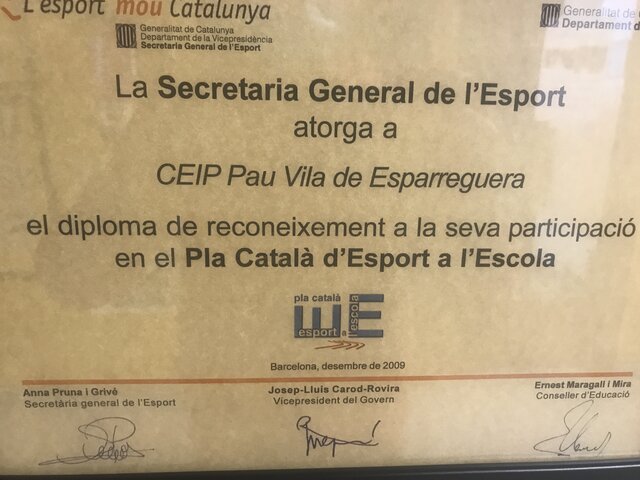 L'esport mou Catalunya
Generalitat de Catalunya
Departament de la Vicepresidència
Secretaria General de l'Esport
Generalitat de
Departament d
La Secretaria General de l'Esport
atorga a
CEIP Pau Vila de Esparreguera
el diploma de reconeixement a la seva participació
en el Pla Català d'Esport a l'Escola
pla català
esport a l'escola
Barcelona, desembre de 2009
Anna Pruna i Grivé
Secretària general de l'Esport
Josep-Lluís Carod-Rovira
Vicepresident del Govern
Ernest Maragall i Mira
Conseller d'Educació